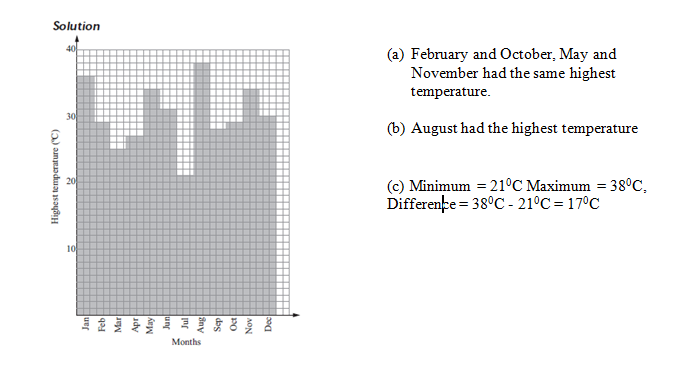 Solution
Highest temperature (°C)
40
30
20
10
Jan
Feb
Mar
Apr
May
Jun
Jul
Aug
Sep
Oct
Nov
Dec
Months
(a) February and October, May and
November had the same highest
temperature.
(b) August had the highest temperature
(c) Minimum = 21⁰C Maximum = 38⁰C,
Difference = 38⁰C - 21⁰C = 17⁰C